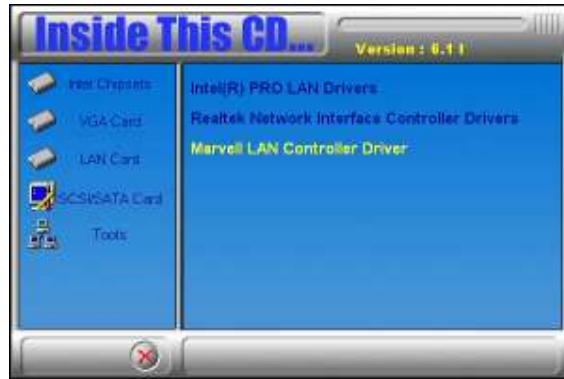 Inside This CD...
Version : 6.1 I
Intel Chipsets
VGA Card
LAN Card
SCSI/SATA Card
Tools
Intel(R) PRO LAN Drivers
Realtek Network Interface Controller Drivers
Marvell LAN Controller Driver